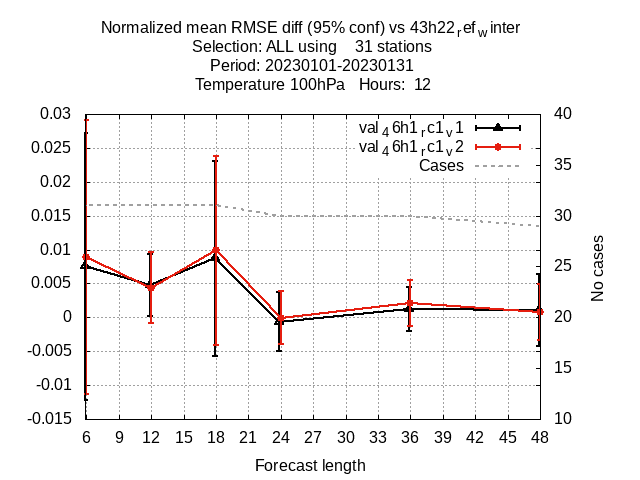 Normalized mean RMSE diff (95% conf) vs 43h22refwinter
Selection: ALL using    31 stations
Period: 20230101-20230131
Temperature 100hPa   Hours:  12
0.03
0.025
0.02
0.015
0.01
0.005
0
-0.005
-0.01
-0.015
40
35
30
25
20
15
10
val46h1rc1v1
val46h1rc1v2
Cases
No cases
6 9 12 15 18 21 24 27 30 33 36 39 42 45 48
Forecast length